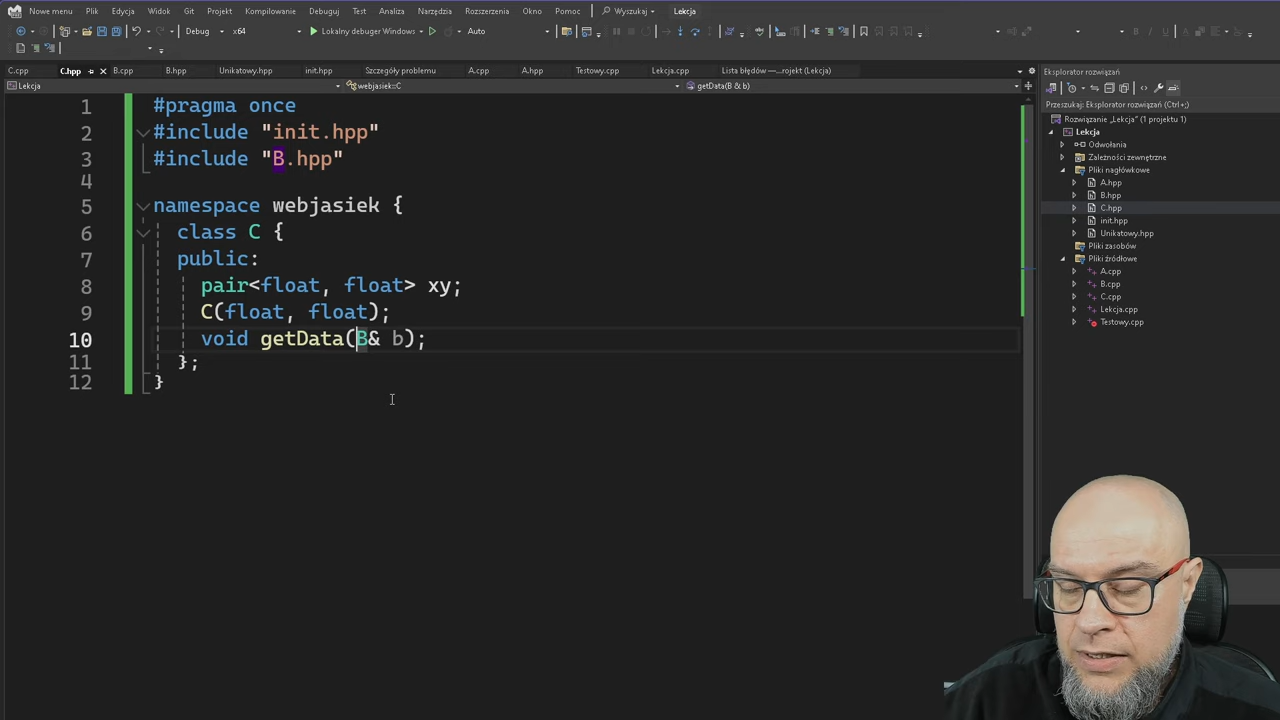 Nowe menu Plik Edycja Widok Git Projekt Kompilowanie Debuguj Test Analiza Narzędzia Rozszerzenia Okno Pomoc Wyszukaj Lekcja
Debug x64 Lokalny debuger Windows Auto
C.cpp C.hpp B.cpp B.hpp Unikatowy.hpp init.hpp Szczegóły problemu A.cpp A.hpp Testowy.cpp Lekcja.cpp Lista błędów —...rojekt (Lekcja)
Lekcja webjasiek::C getData(B & b)
1 #pragma once
2 #include "init.hpp"
3 #include "B.hpp"
4
5 namespace webjasiek {
6 class C {
7 public:
8 pair<float, float> xy;
9 C(float, float);
10 void getData(B& b);
11 };
12 }
Eksplorator rozwiązań
Przeszukaj: Eksplorator rozwiązań (Ctrl+;)
Rozwiązanie „Lekcja" (1 projektu 1)
Lekcja
Odwołania
Zależności zewnętrzne
Pliki nagłówkowe
A.hpp
B.hpp
C.hpp
init.hpp
Unikatowy.hpp
Pliki zasobów
Pliki źródłowe
A.cpp
B.cpp
C.cpp
Lekcja.cpp
Testowy.cpp